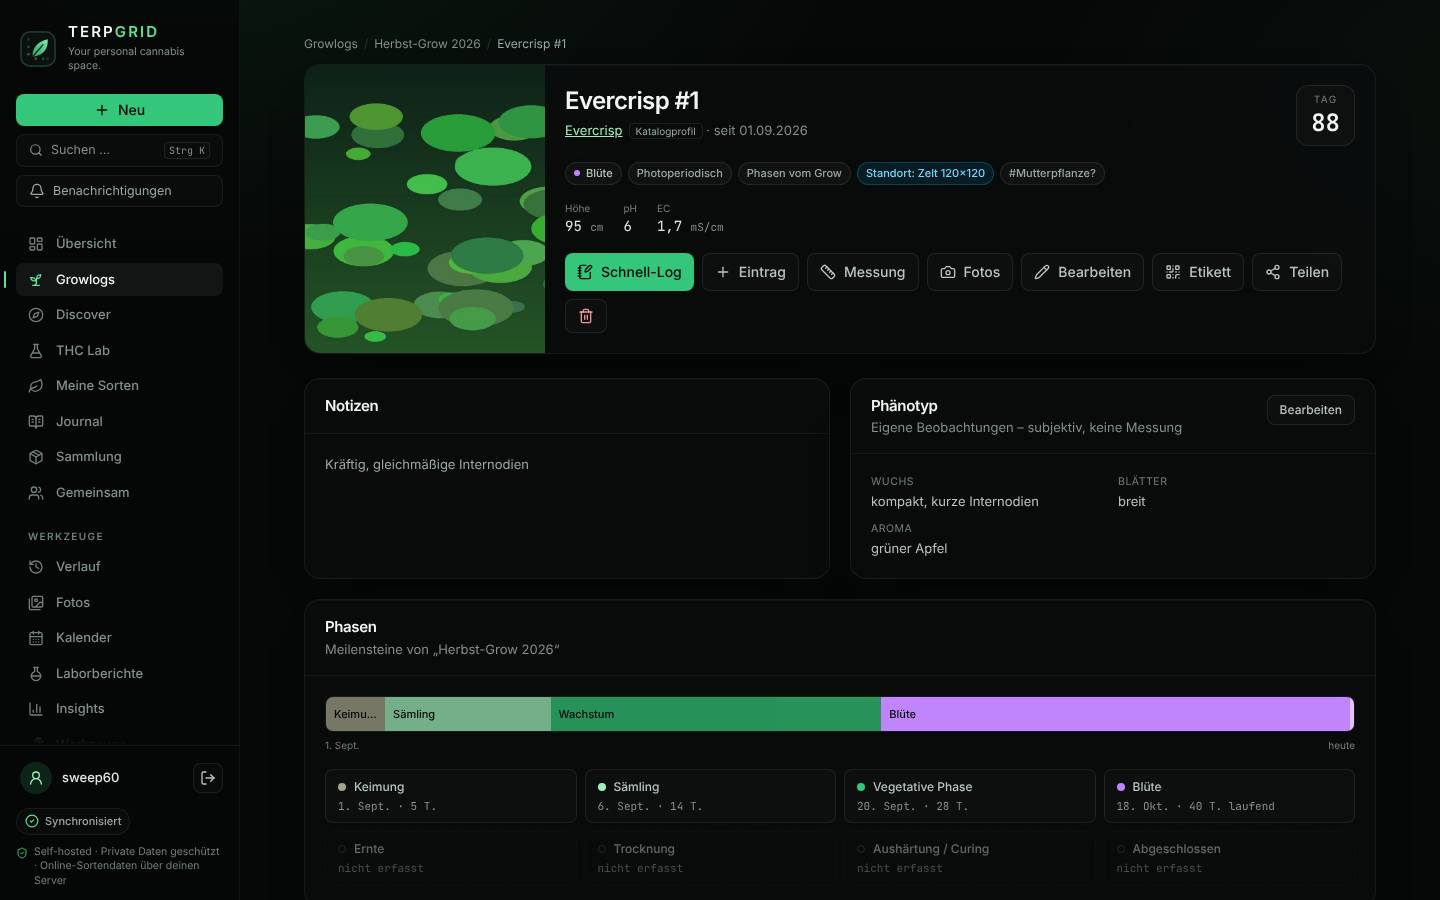 TERPGRID
Your personal cannabis
space.
Neu
Suchen ...
Strg K
Benachrichtigungen
Übersicht
Growlogs
Discover
THC Lab
Meine Sorten
Journal
Sammlung
Gemeinsam
WERKZEUGE
Verlauf
Fotos
Kalender
Laborberichte
Insights
sweep60
Synchronisiert
Self-hosted · Private Daten geschützt
· Online-Sortendaten über deinen
Server
Growlogs / Herbst-Grow 2026 / Evercrisp #1
Evercrisp #1
Evercrisp Katalogprofil · seit 01.09.2026
TAG
88
Blüte Photoperiodisch Phasen vom Grow Standort: Zelt 120×120 #Mutterpflanze?
Höhe pH EC
95 cm 6 1,7 mS/cm
Schnell-Log Eintrag Messung Fotos Bearbeiten Etikett Teilen
Notizen
Kräftig, gleichmäßige Internodien
Phänotyp
Eigene Beobachtungen – subjektiv, keine Messung
Bearbeiten
WUCHS BLÄTTER
kompakt, kurze Internodien breit
AROMA
grüner Apfel
Phasen
Meilensteine von „Herbst-Grow 2026“
Keimu... Sämling Wachstum Blüte
1. Sept. heute
Keimung Sämling Vegetative Phase Blüte
1. Sept. · 5 T. 6. Sept. · 14 T. 20. Sept. · 28 T. 18. Okt. · 40 T. laufend
Ernte Trocknung Aushärtung / Curing Abgeschlossen
nicht erfasst nicht erfasst nicht erfasst nicht erfasst